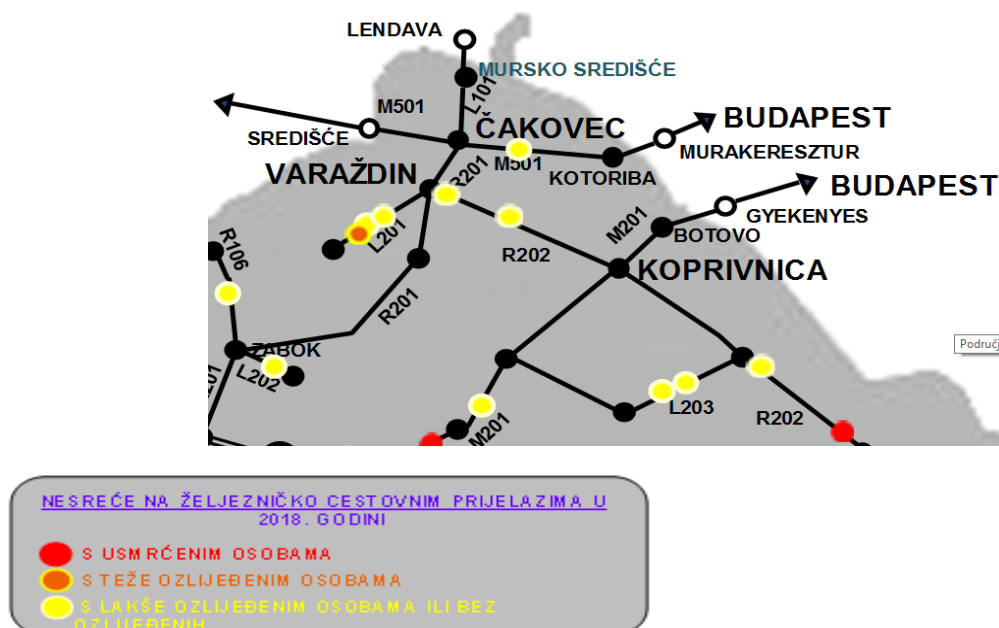 LENDAVA
MURSKO SREDIŠĆE
L101
M501
SREDIŠĆE
ČAKOVEC
BUDAPEST
M501
MURAKERESZTUR
KOTORIBA
R201
VARAŽDIN
BUDAPEST
GYEKENYES
M201
BOTOVO
L201
R202
KOPRIVNICA
R106
R201
ZABOK
L202
Područj
L203
R202
M201
NESREĆE NA ŽELJEZNIČKO CESTOVNIM PRIJELAZIMA U
2018. GODINI
S USMRĆENIM OSOBAMA
S TEŽE OZLIJEĐENIM OSOBAMA
S LAKŠE OZLIJEĐENIM OSOBAMA ILI BEZ
OZLIJEĐENIH